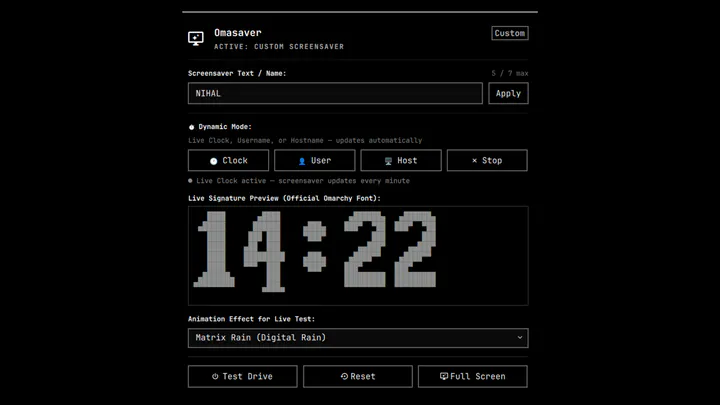 Omasaver
Custom
ACTIVE: CUSTOM SCREENSAVER
Screensaver Text / Name:
5 / 7 max
NIHAL
Apply
Dynamic Mode:
Live Clock, Username, or Hostname — updates automatically
Clock
User
Host
× Stop
Live Clock active — screensaver updates every minute
Live Signature Preview (Official Omarchy Font):
14:22
Animation Effect for Live Test:
Matrix Rain (Digital Rain)
Test Drive
Reset
Full Screen